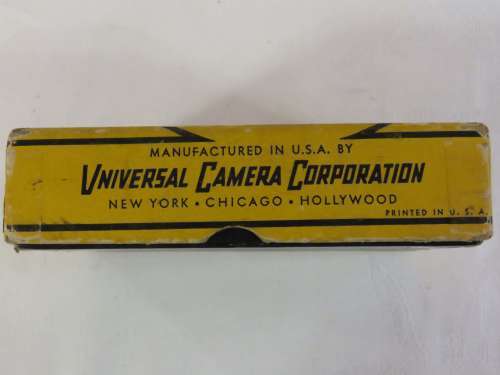 MANUFACTURED IN U.S.A. BY
UNIVERSAL CAMERA CORPORATION
NEW YORK • CHICAGO • HOLLYWOOD
PRINTED IN U. S. A.